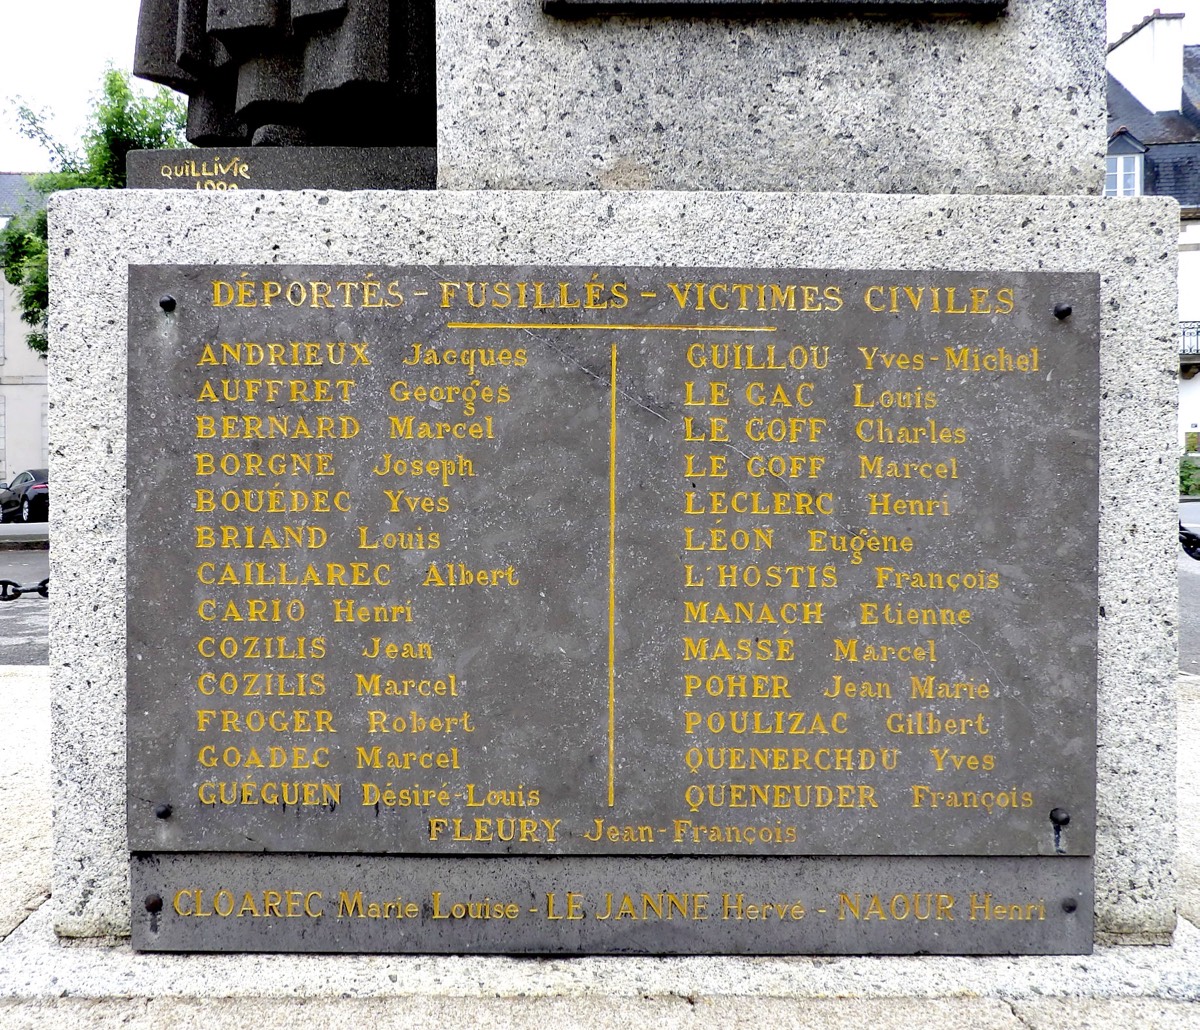 QUILLIVIC
DÉPORTÉS - FUSILLÉS - VICTIMES CIVILES
ANDRIEUX Jacques
AUFFRET Georges
BERNARD Marcel
BORGNE Joseph
BOUÉDEC Yves
BRIAND Louis
CAILLAREC Albert
CARIO Henri
COZILIS Jean
COZILIS Marcel
FROGER Robert
GOADEC Marcel
GUÉGUEN Désiré-Louis
GUILLOU Yves-Michel
LE GAC Louis
LE GOFF Charles
LE GOFF Marcel
LECLERC Henri
LÉON Eugène
L'HOSTIS François
MANACH Etienne
MASSÉ Marcel
POHER Jean Marie
POULIZAC Gilbert
QUENERCHDU Yves
QUENEUDER François
FLEURY Jean-François
CLOAREC Marie Louise - LE JANNE Hervé - NAOUR Henri